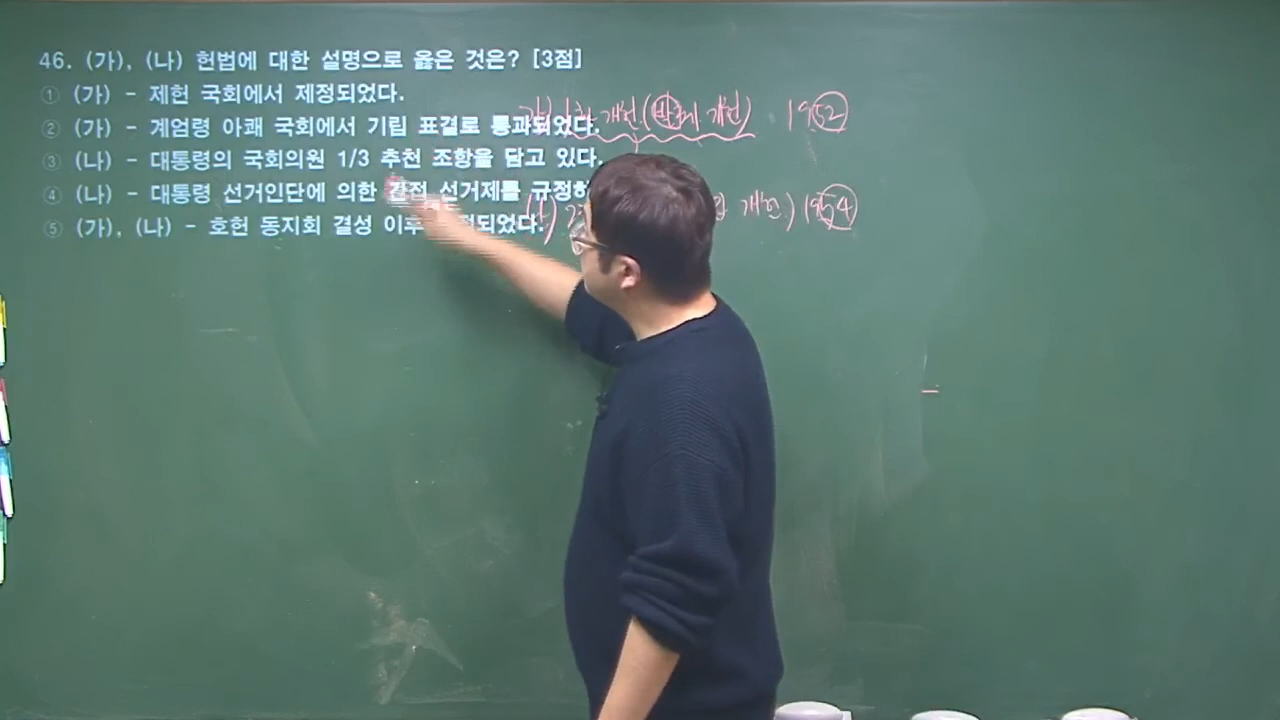 46. (가), (나) 헌법에 대한 설명으로 옳은 것은? [3점]
① (가) - 제헌 국회에서 제정되었다.
② (가) - 계엄령 아래 국회에서 기립 표결로 통과되었다.
③ (나) - 대통령의 국회의원 1/3 추천 조항을 담고 있다.
④ (나) - 대통령 선거인단에 의한 간접 선거제를 규정하
⑤ (가), (나) - 호헌 동지회 결성 이후 되었다.
가) 1차 개헌 (발췌 개헌) 1952
(나) 2 개헌) 1954